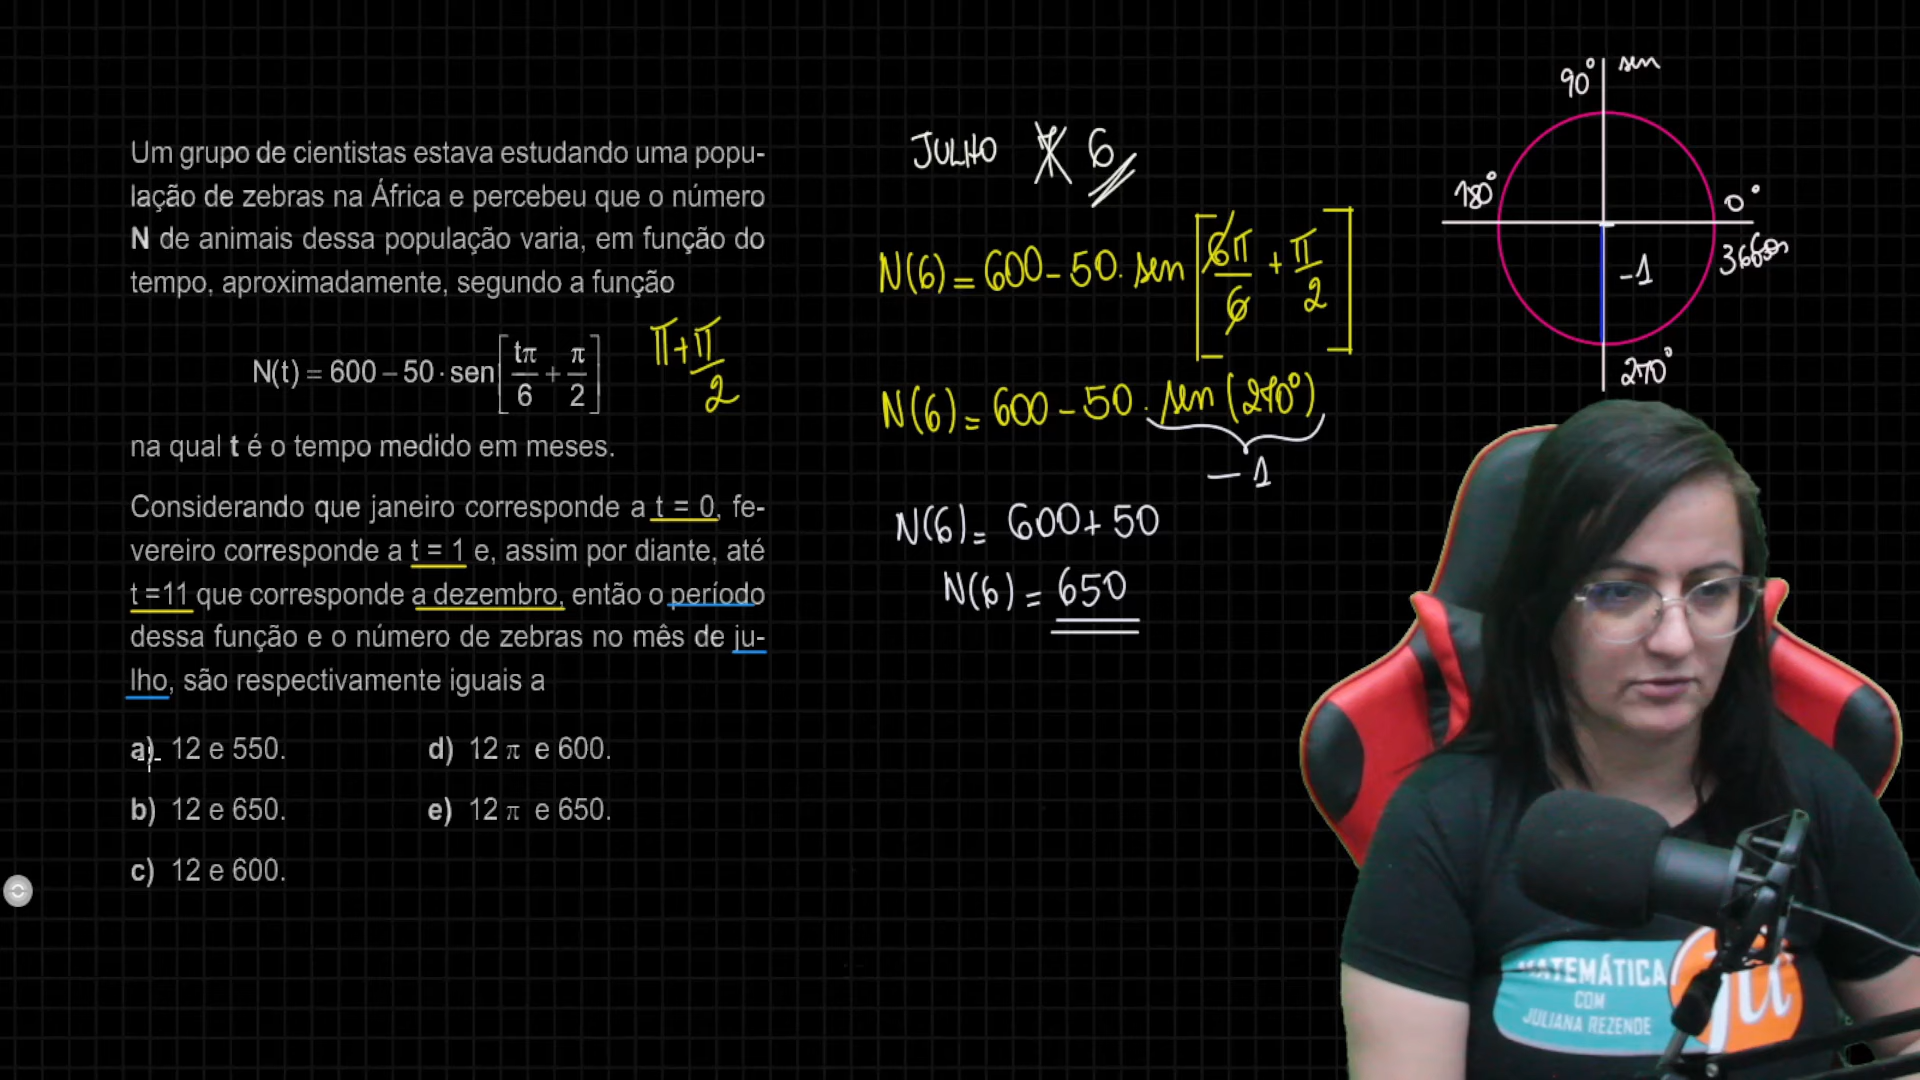 Um grupo de cientistas estava estudando uma popu-
lação de zebras na África e percebeu que o número
N de animais dessa população varia, em função do
tempo, aproximadamente, segundo a função
N(t) = 600 – 50 · sen[tπ/6 + π/2]
π+π/2
na qual t é o tempo medido em meses.
Considerando que janeiro corresponde a t = 0, fe-
vereiro corresponde a t = 1 e, assim por diante, até
t =11 que corresponde a dezembro, então o período
dessa função e o número de zebras no mês de ju-
lho, são respectivamente iguais a
a) 12 e 550.
b) 12 e 650.
c) 12 e 600.
d) 12 π e 600.
e) 12 π e 650.
JULHO 7 6
N(6) = 600 – 50. sen[6π/6 + π/2]
N(6) = 600 – 50 . sen (270°)
– 1
N(6) = 600 + 50
N(6) = 650
90° sen
180°
0°
-1
270°
MATEMÁTICA
COM
JULIANA REZENDE